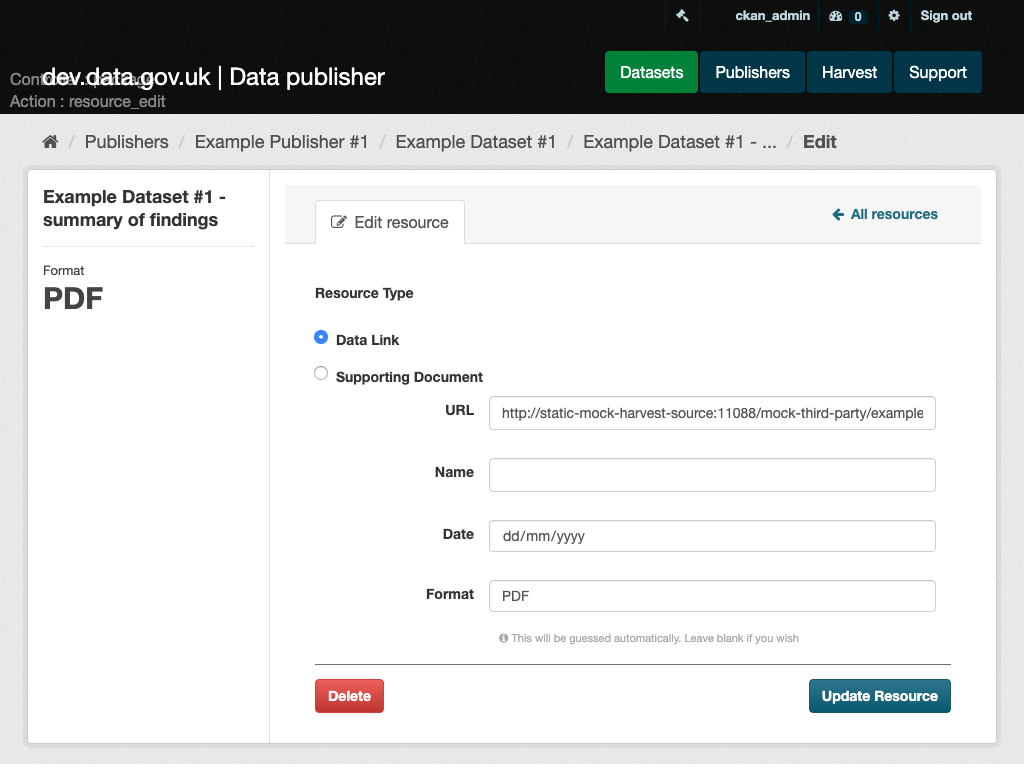 ckan_admin 0 Sign out
dev.data.gov.uk | Data publisher
Datasets Publishers Harvest Support
Action : resource_edit
/ Publishers / Example Publisher #1 / Example Dataset #1 / Example Dataset #1 - ... / Edit
Example Dataset #1 -
summary of findings
Format
PDF
Edit resource
All resources
Resource Type
Data Link
Supporting Document
URL http://static-mock-harvest-source:11088/mock-third-party/example
Name
Date dd/mm/yyyy
Format PDF
This will be guessed automatically. Leave blank if you wish
Delete Update Resource